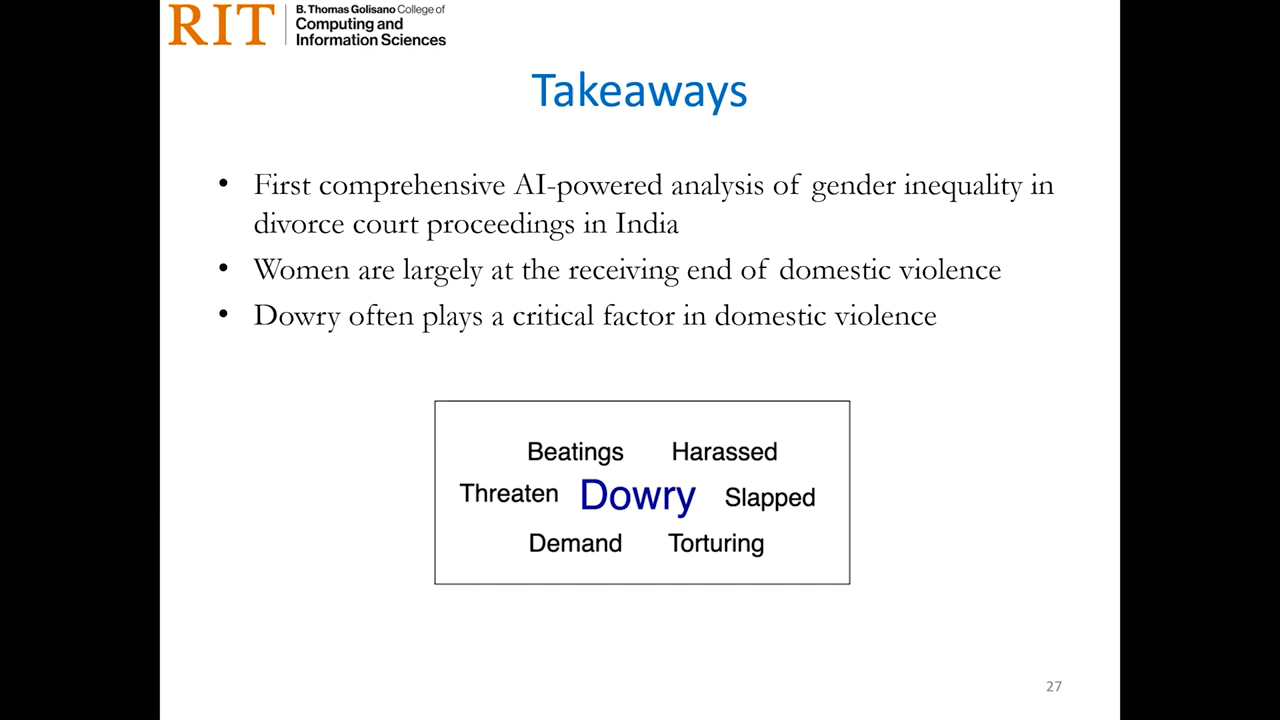 RIT
B. Thomas Golisano College of
Computing and
Information Sciences
Takeaways
• First comprehensive AI-powered analysis of gender inequality in
divorce court proceedings in India
• Women are largely at the receiving end of domestic violence
• Dowry often plays a critical factor in domestic violence
Beatings Harassed
Threaten Dowry Slapped
Demand Torturing
27